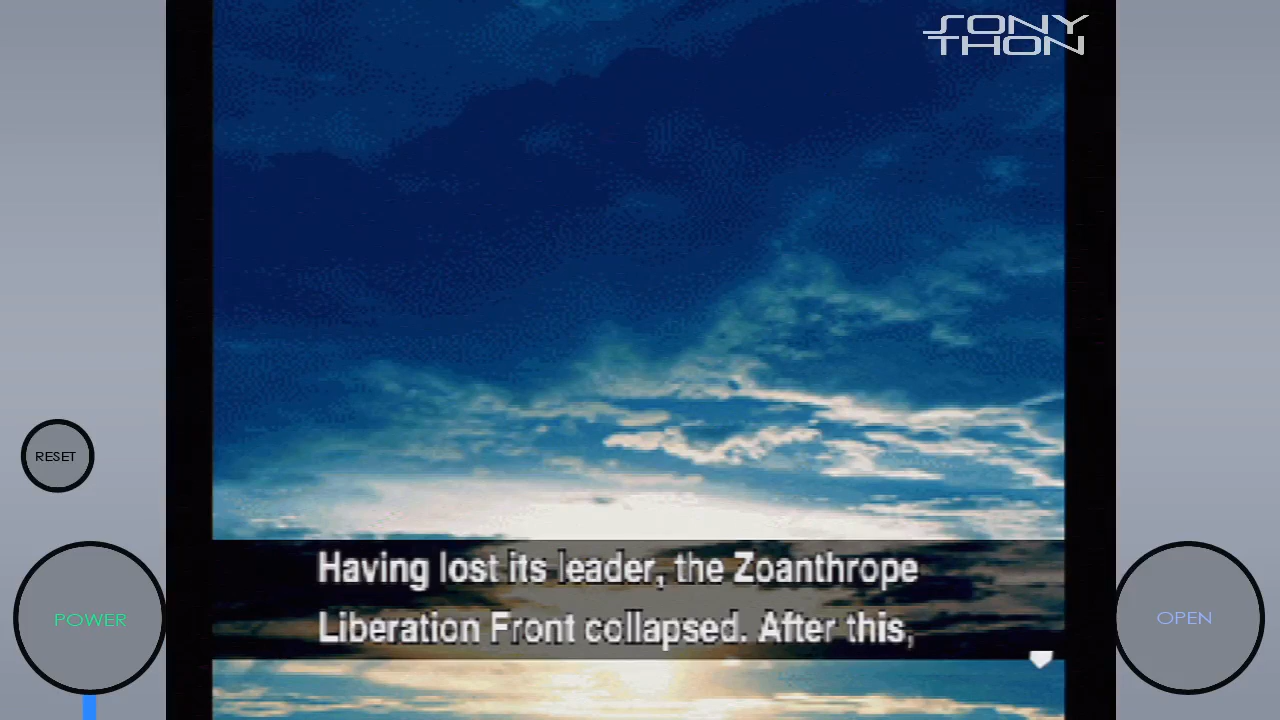 SONY
THON
RESET
Having lost its leader, the Zoanthrope
Liberation Front collapsed. After this,
POWER
OPEN